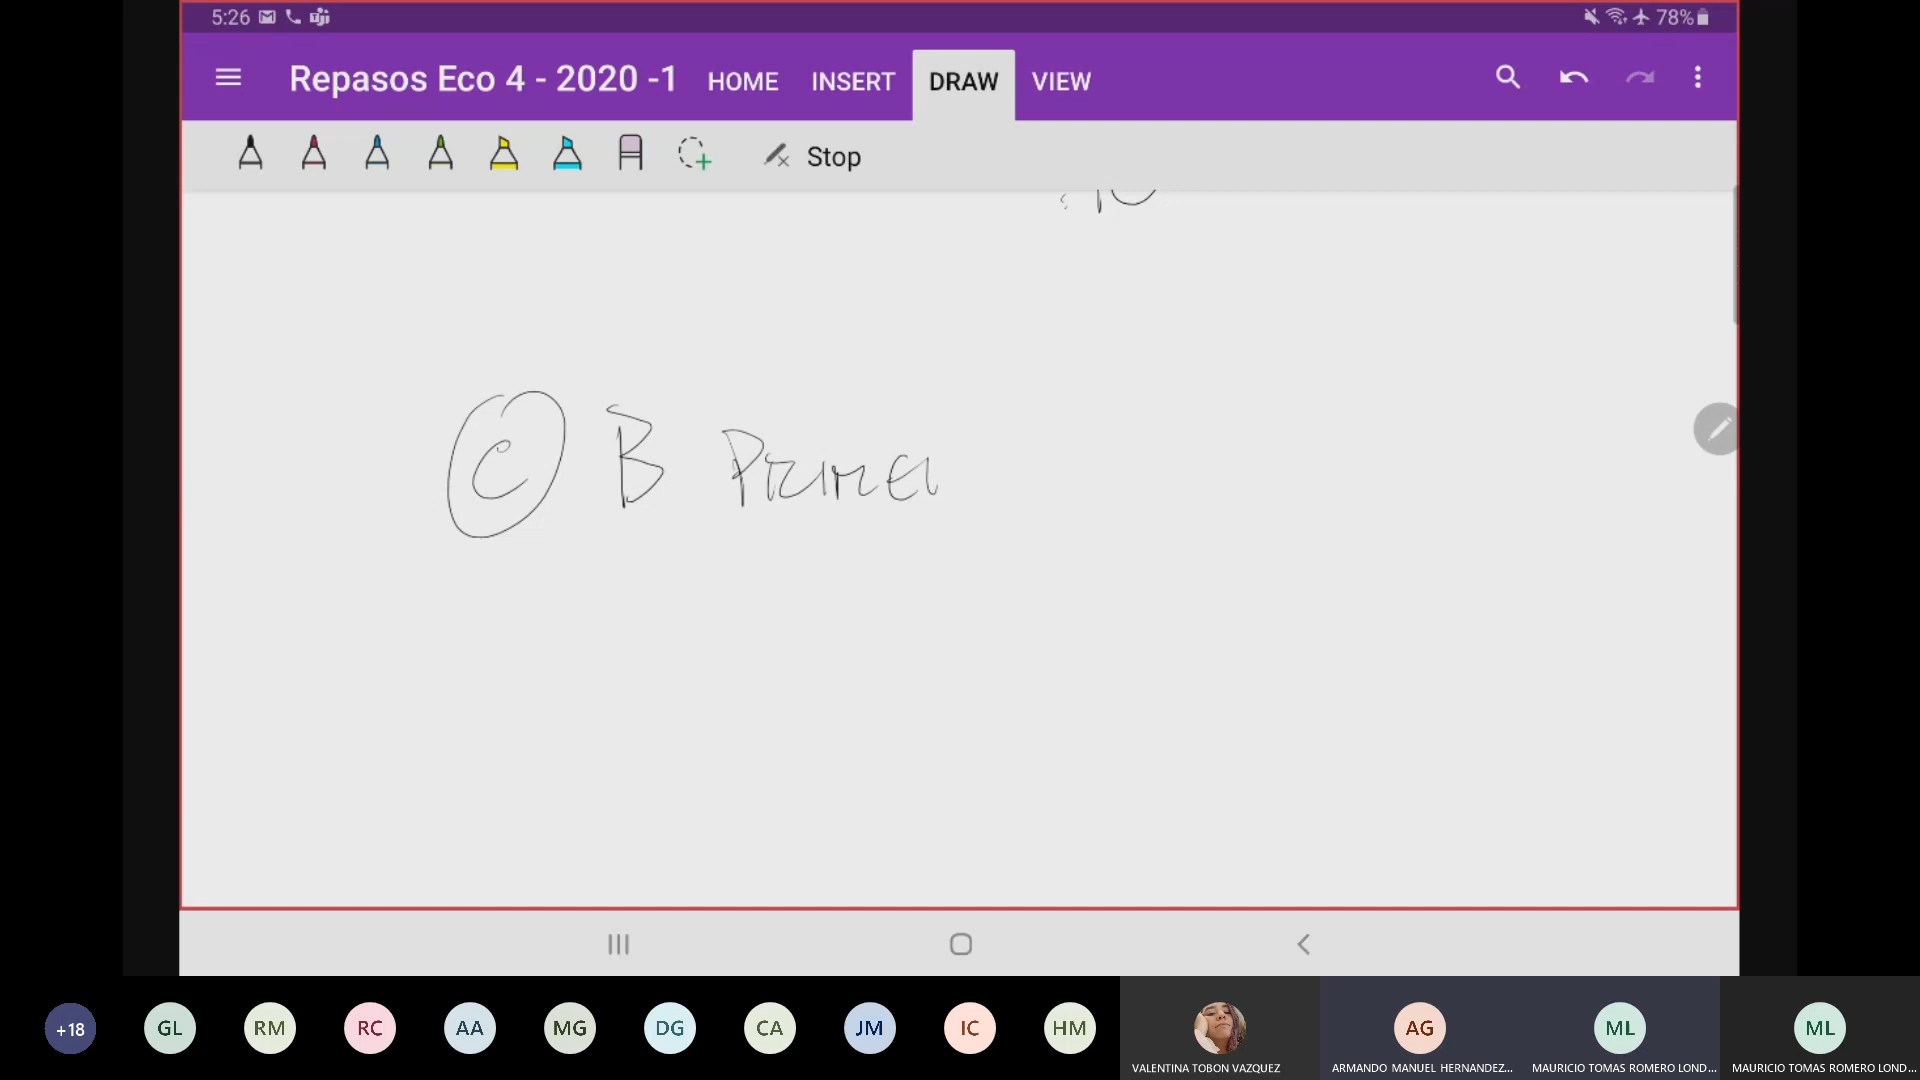 5:26 78%
Repasos Eco 4 - 2020 -1 HOME INSERT DRAW VIEW
Stop
C B Primer
+18 GL RM RC AA MG DG CA JM IC HM AG ML ML
VALENTINA TOBON VAZQUEZ ARMANDO MANUEL HERNANDEZ... MAURICIO TOMAS ROMERO LOND... MAURICIO TOMAS ROMERO LOND...